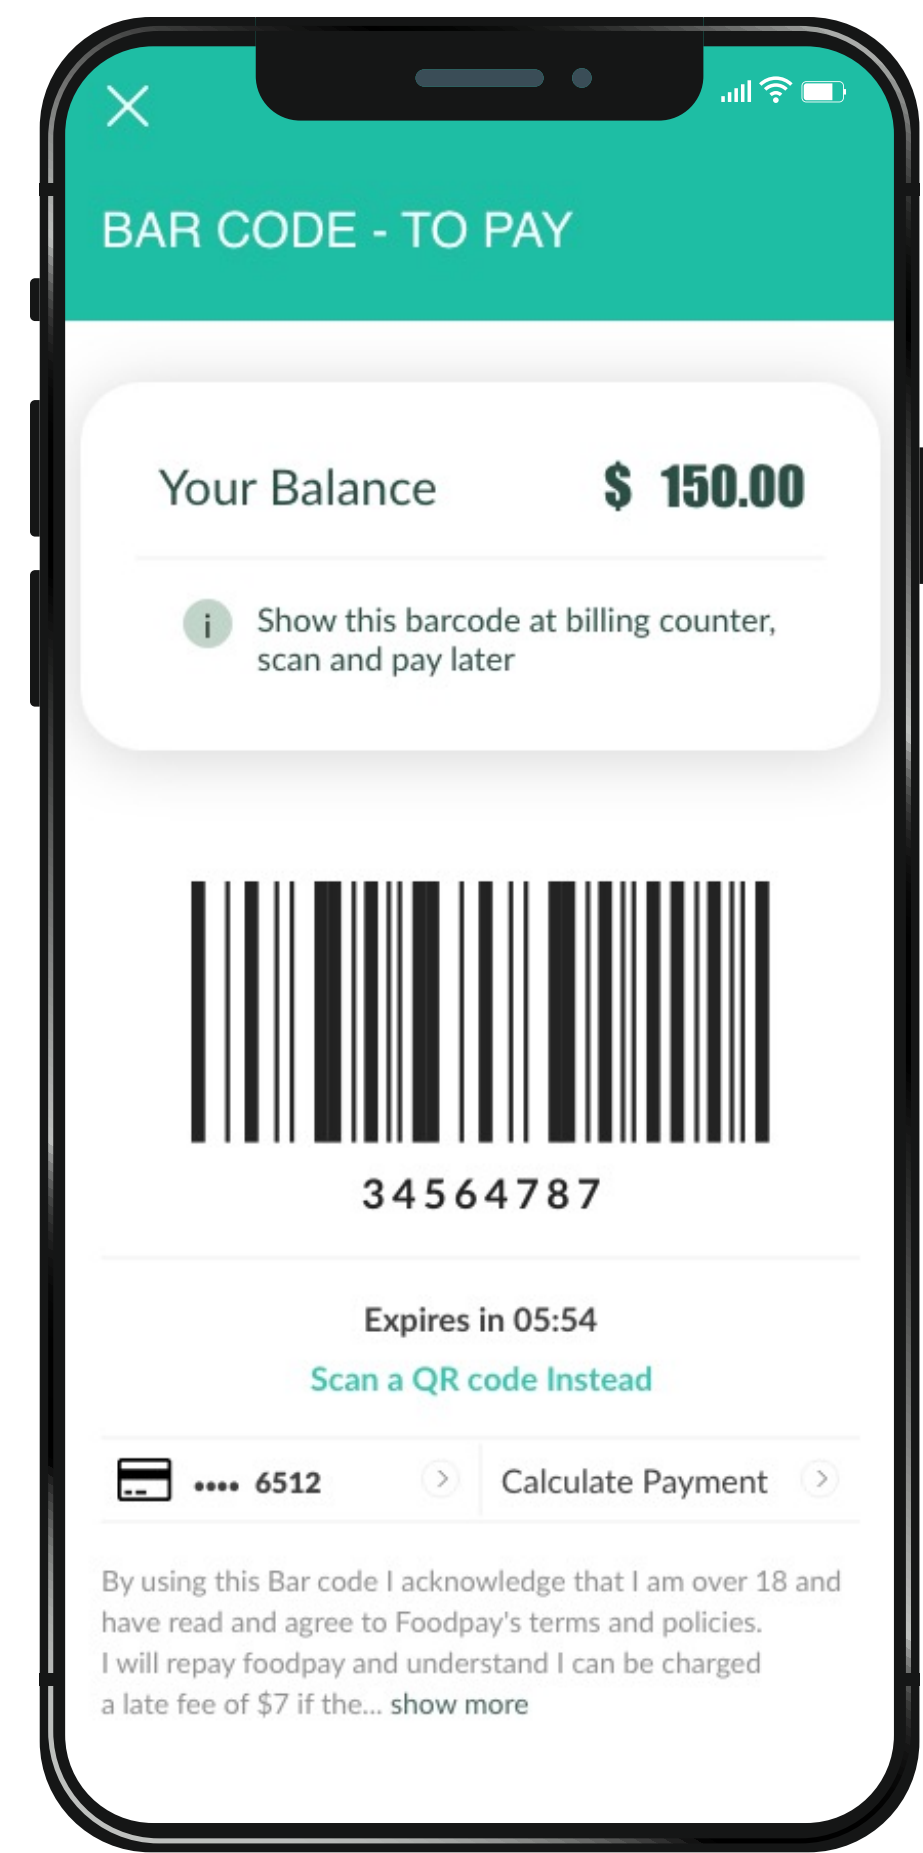 BAR CODE - TO PAY
Your Balance $ 150.00
i Show this barcode at billing counter,
scan and pay later
34564787
Expires in 05:54
Scan a QR code Instead
•••• 6512 Calculate Payment
By using this Bar code I acknowledge that I am over 18 and
have read and agree to Foodpay's terms and policies.
I will repay foodpay and understand I can be charged
a late fee of $7 if the... show more